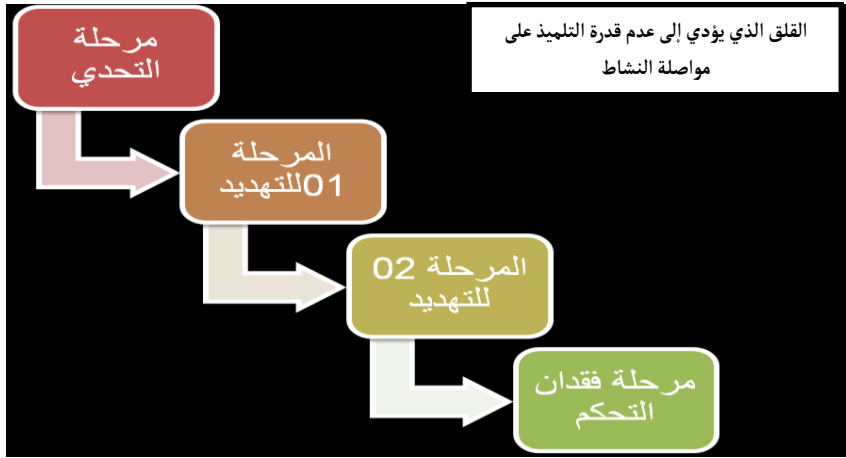 القلق الذي يؤدي إلى عدم قدرة التلميذ على
مواصلة النشاط
مرحلة
التحدي
المرحلة
01للتهديد
المرحلة 02
للتهديد
مرحلة فقدان
التحكم